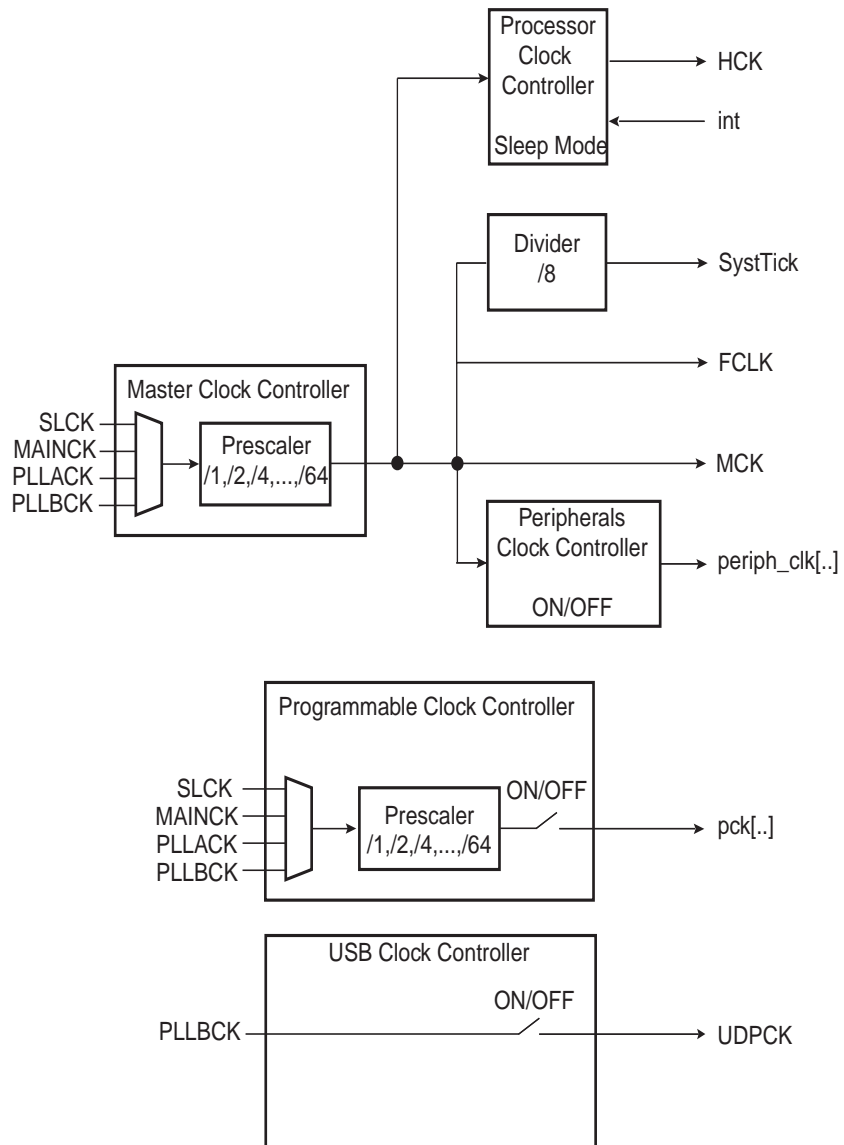 Processor
Clock
Controller
Sleep Mode
HCK
int
Divider
/8
SystTick
FCLK
Master Clock Controller
SLCK
MAINCK
PLLACK
PLLBCK
Prescaler
/1,/2,/4,...,/64
MCK
Peripherals
Clock Controller
ON/OFF
periph_clk[..]
Programmable Clock Controller
SLCK
MAINCK
PLLACK
PLLBCK
Prescaler
/1,/2,/4,...,/64
ON/OFF
pck[..]
USB Clock Controller
ON/OFF
PLLBCK
UDPCK